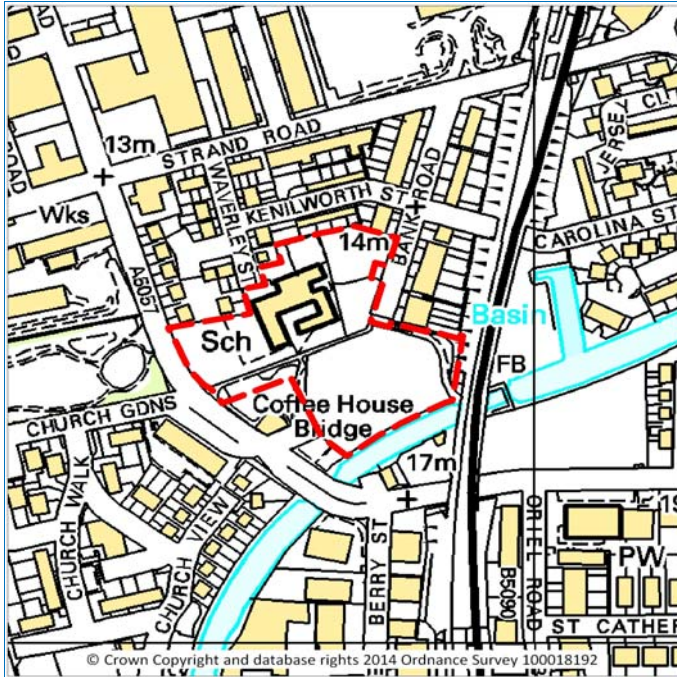 JERSEY CL
ROAD
13m
STRAND ROAD
WAVERLEY ST
KENILWORTH ST
BANK ROAD
Wks
14m
CAROLINA ST
A5057
Basin
Sch
FB
CHURCH GDNS
Coffee House
Bridge
17m
CHURCH WALK
CHURCH VIEW
BERRY ST
B5090
ORIEL ROAD
19
PW
ST CATHER
© Crown Copyright and database rights 2014 Ordnance Survey 100018192